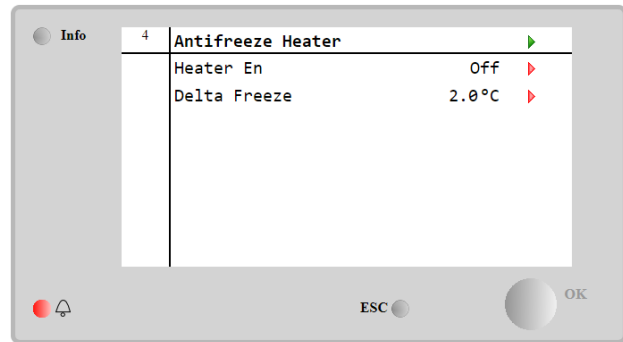 Info
4 Antifreeze Heater
Heater En Off
Delta Freeze 2.0°C
ESC
OK